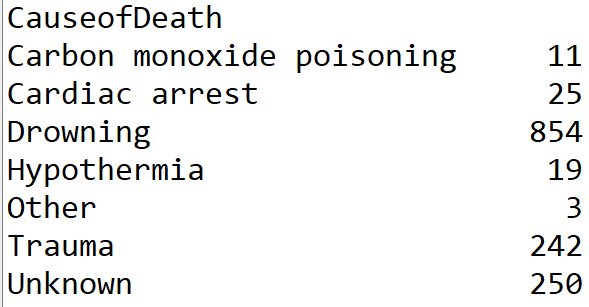 CauseofDeath
Carbon monoxide poisoning 11
Cardiac arrest 25
Drowning 854
Hypothermia 19
Other 3
Trauma 242
Unknown 250